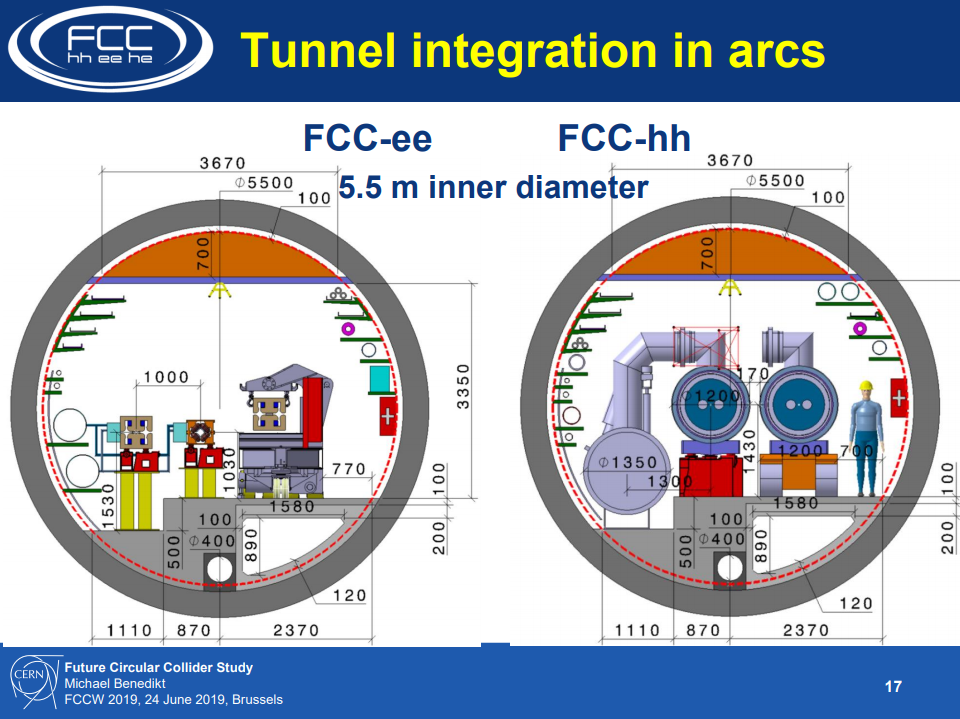 FCC
hh ee he
Tunnel integration in arcs
FCC-ee
FCC-hh
5.5 m inner diameter
3670
Φ5500
100
700
1000
3350
1030
770
1530
1580
100
100
500
Φ400
890
200
120
1110
870
2370
3670
Φ5500
100
700
170
Φ1200
1430
1200
700
Φ1350
1300
1580
100
100
500
Φ400
890
200
120
1110
870
2370
CERN
Future Circular Collider Study
Michael Benedikt
FCCW 2019, 24 June 2019, Brussels
17